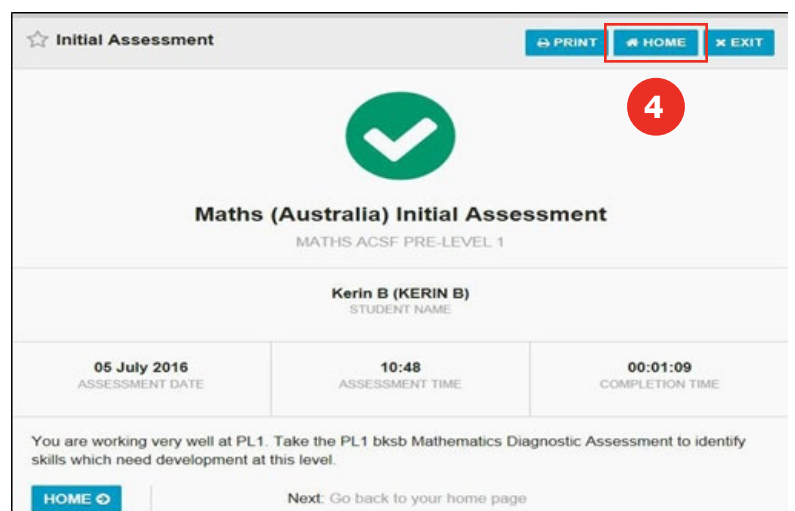 Initial Assessment
PRINT
HOME
EXIT
4
Maths (Australia) Initial Assessment
MATHS ACSF PRE-LEVEL 1
Kerin B (KERIN B)
STUDENT NAME
05 July 2016
ASSESSMENT DATE
10:48
ASSESSMENT TIME
00:01:09
COMPLETION TIME
You are working very well at PL1. Take the PL1 bksb Mathematics Diagnostic Assessment to identify
skills which need development at this level.
HOME
Next: Go back to your home page